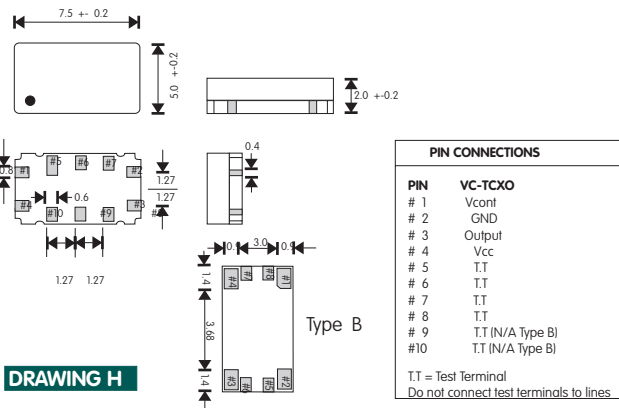 7.5 +- 0.2
5.0 +-0.2
2.0 +-0.2
#5 #6 #7
#1 #2
0.8
#4 #3
#10 #9 #8
0.6
1.27
1.27
1.27 1.27
0.4
0.9 3.0 0.9
1.4
3.68
1.4
#4 #7 #8 #1
#3 #6 #5 #2
Type B
DRAWING H
PIN CONNECTIONS
PIN VC-TCXO
# 1 Vcont
# 2 GND
# 3 Output
# 4 Vcc
# 5 T.T
# 6 T.T
# 7 T.T
# 8 T.T
# 9 T.T (N/A Type B)
#10 T.T (N/A Type B)
T.T = Test Terminal
Do not connect test terminals to lines